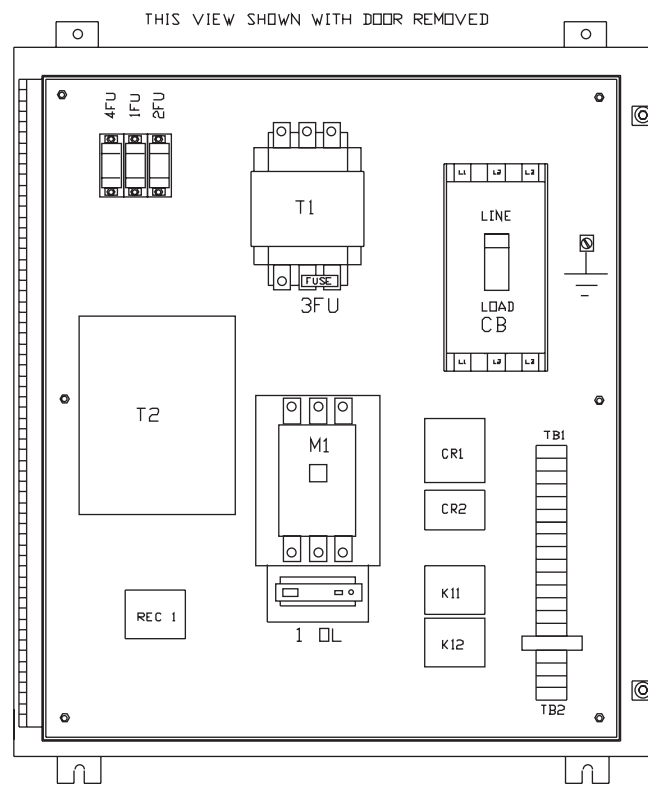 THIS VIEW SHOWN WITH DOOR REMOVED
4FU
1FU
2FU
T1
FUSE
3FU
L1 L2 L3
LINE
LOAD
CB
L1 L2 L3
T2
M1
CR1
TB1
CR2
K11
REC 1
K12
1 OL
TB2